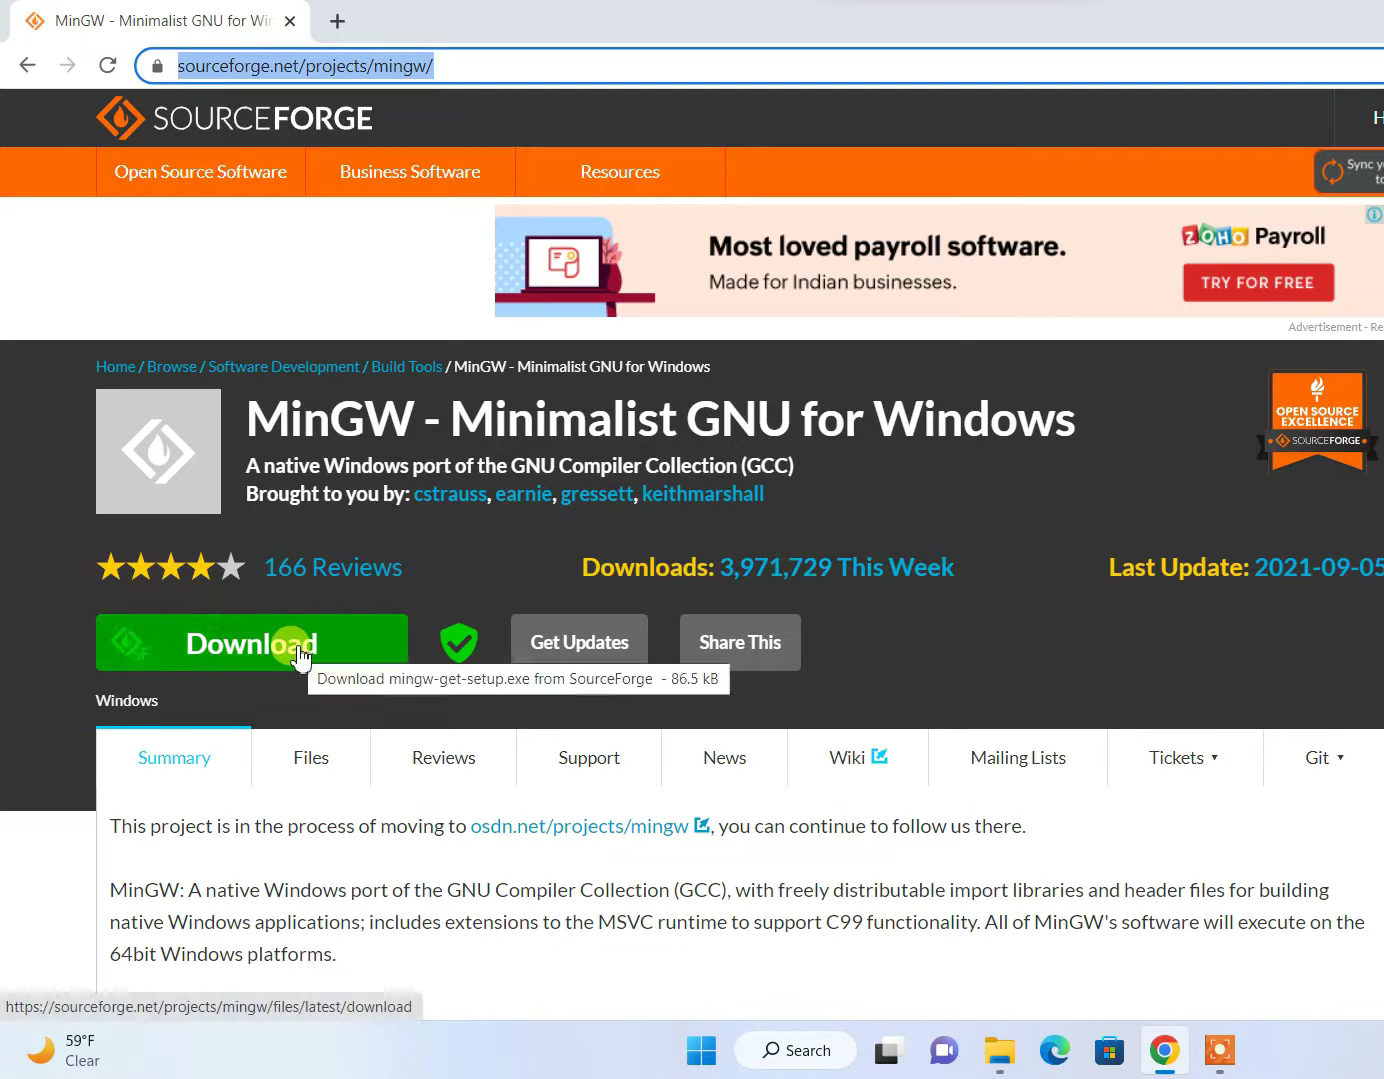 MinGW - Minimalist GNU for Win
sourceforge.net/projects/mingw/
SOURCEFORGE
H
Open Source Software
Business Software
Resources
Sync y
to
Most loved payroll software.
Made for Indian businesses.
ZOHO Payroll
TRY FOR FREE
Advertisement - Re
Home / Browse / Software Development / Build Tools / MinGW - Minimalist GNU for Windows
MinGW - Minimalist GNU for Windows
A native Windows port of the GNU Compiler Collection (GCC)
Brought to you by: cstrauss, earnie, gressett, keithmarshall
OPEN SOURCE
EXCELLENCE
SOURCEFORGE
166 Reviews
Downloads: 3,971,729 This Week
Last Update: 2021-09-05
Download
Get Updates
Share This
Download mingw-get-setup.exe from SourceForge - 86.5 kB
Windows
Summary
Files
Reviews
Support
News
Wiki
Mailing Lists
Tickets
Git
This project is in the process of moving to osdn.net/projects/mingw, you can continue to follow us there.
MinGW: A native Windows port of the GNU Compiler Collection (GCC), with freely distributable import libraries and header files for building
native Windows applications; includes extensions to the MSVC runtime to support C99 functionality. All of MinGW's software will execute on the
64bit Windows platforms.
https://sourceforge.net/projects/mingw/files/latest/download
59°F
Clear
Search